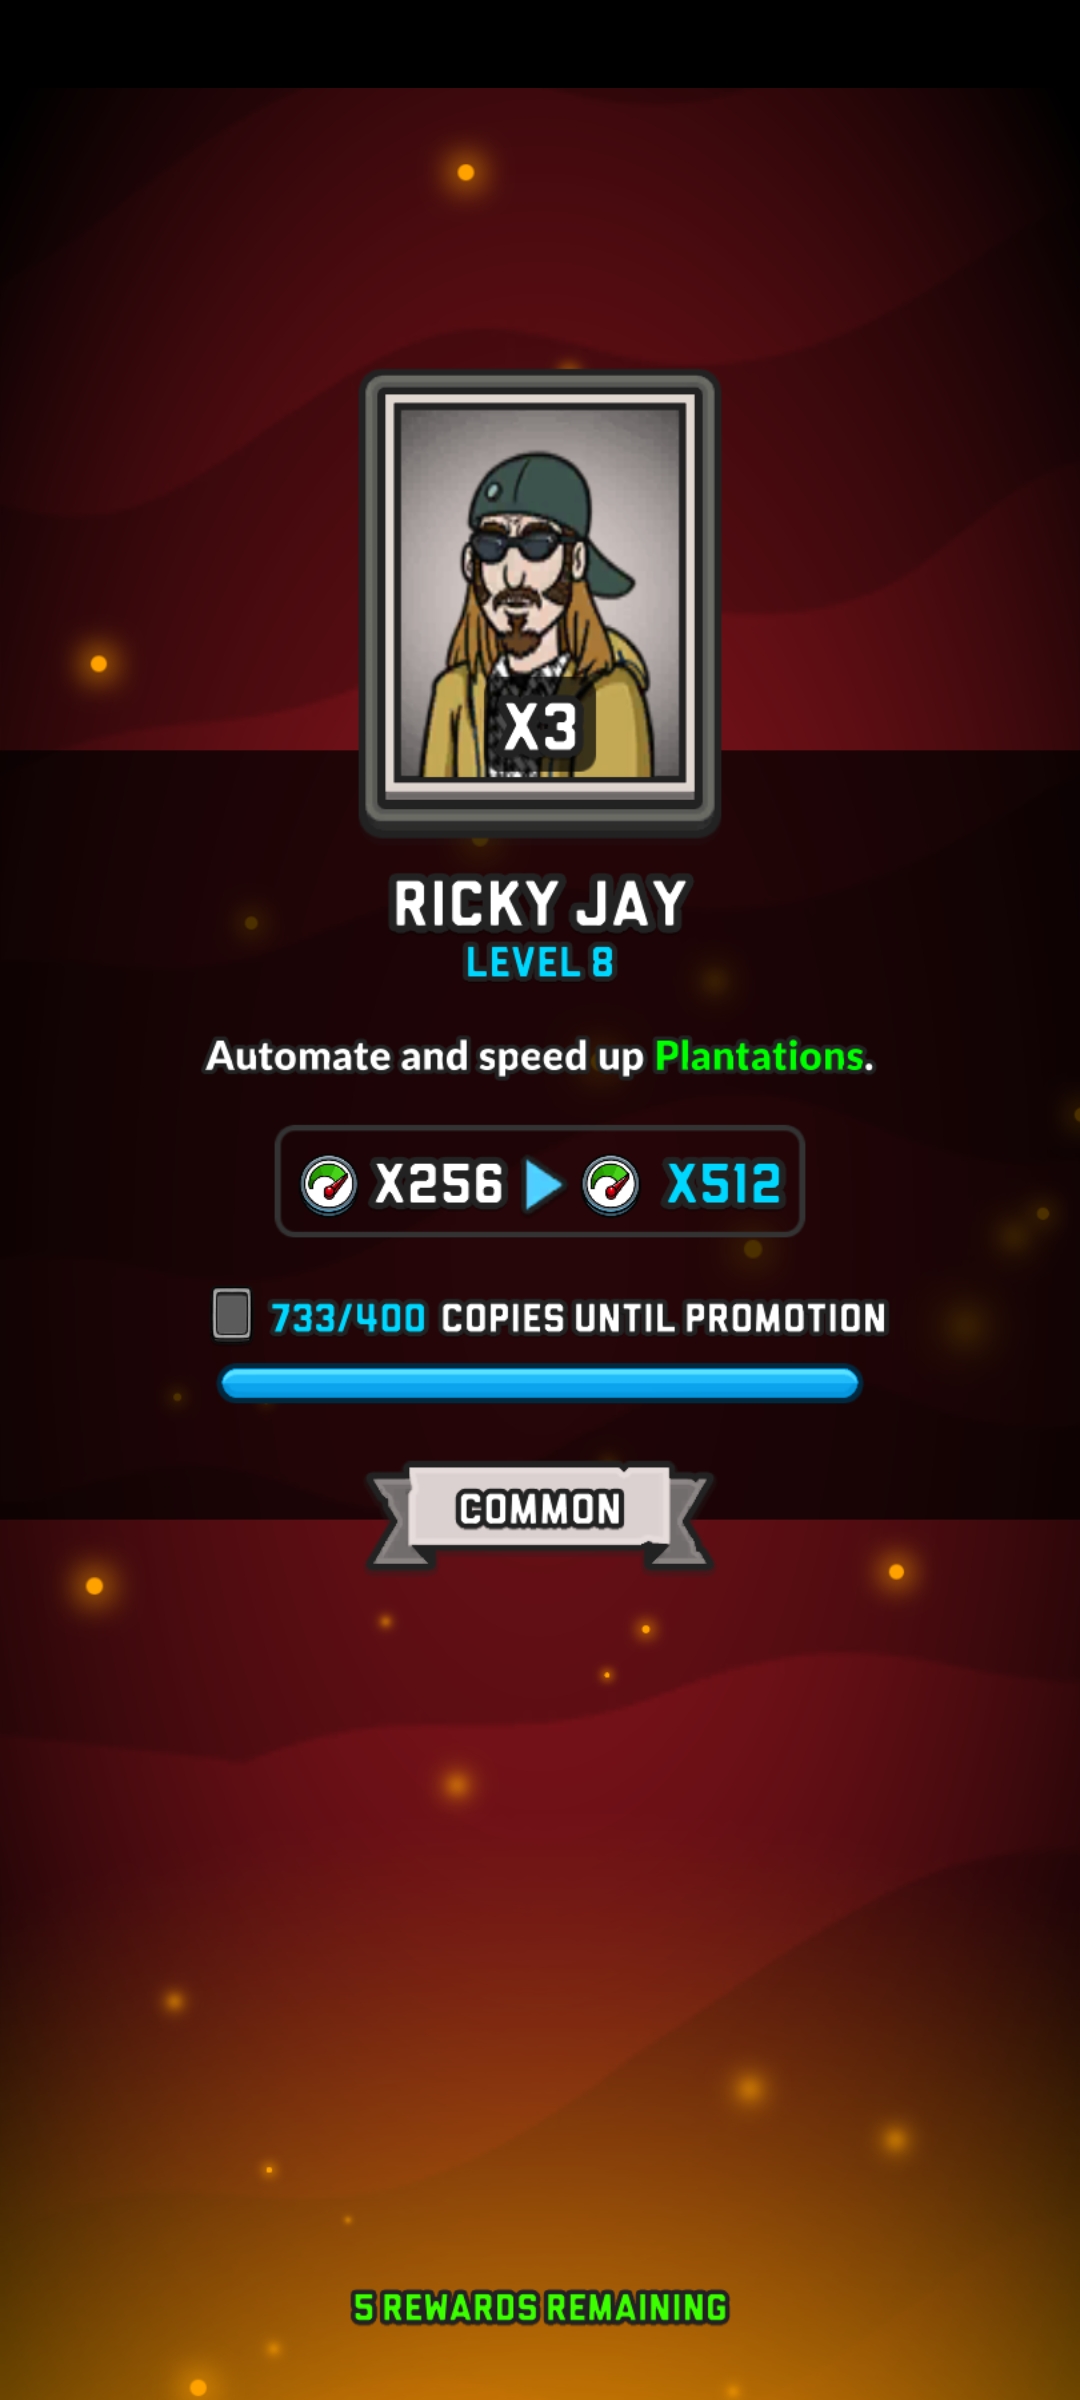 X3
RICKY JAY
LEVEL 8
Automate and speed up Plantations.
X256 X512
733/400 COPIES UNTIL PROMOTION
COMMON
5 REWARDS REMAINING